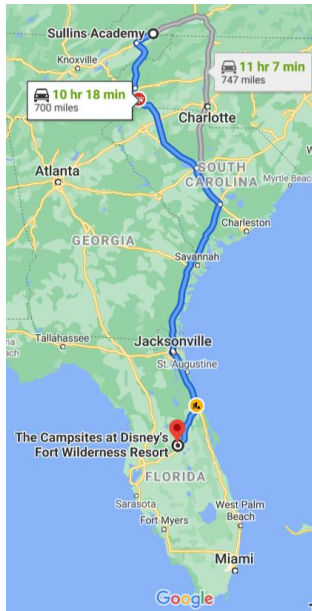 Sullins Academy
Knoxville
11 hr 7 min
747 miles
10 hr 18 min
700 miles
Charlotte
Atlanta
SOUTH
CAROLINA
Myrtle Beach
Charleston
GEORGIA
Savannah
Jacksonville
Tallahassee
St. Augustine
The Campsites at Disney's
Fort Wilderness Resort
FLORIDA
Sarasota
West Palm
Beach
Fort Myers
Miami
Google